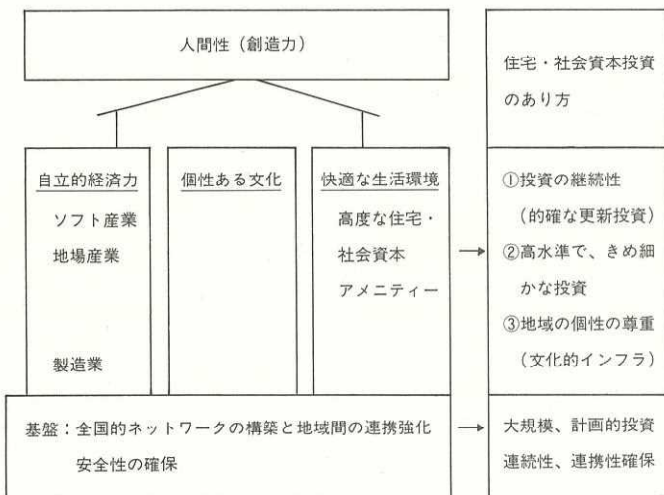 人間性（創造力）
自立的経済力
ソフト産業
地場産業
製造業
個性ある文化
快適な生活環境
高度な住宅・
社会資本
アメニティー
基盤：全国的ネットワークの構築と地域間の連携強化
安全性の確保
住宅・社会資本投資
のあり方
①投資の継続性
（的確な更新投資）
②高水準で、きめ細
かな投資
③地域の個性の尊重
（文化的インフラ）
大規模、計画的投資
連続性、連携性確保